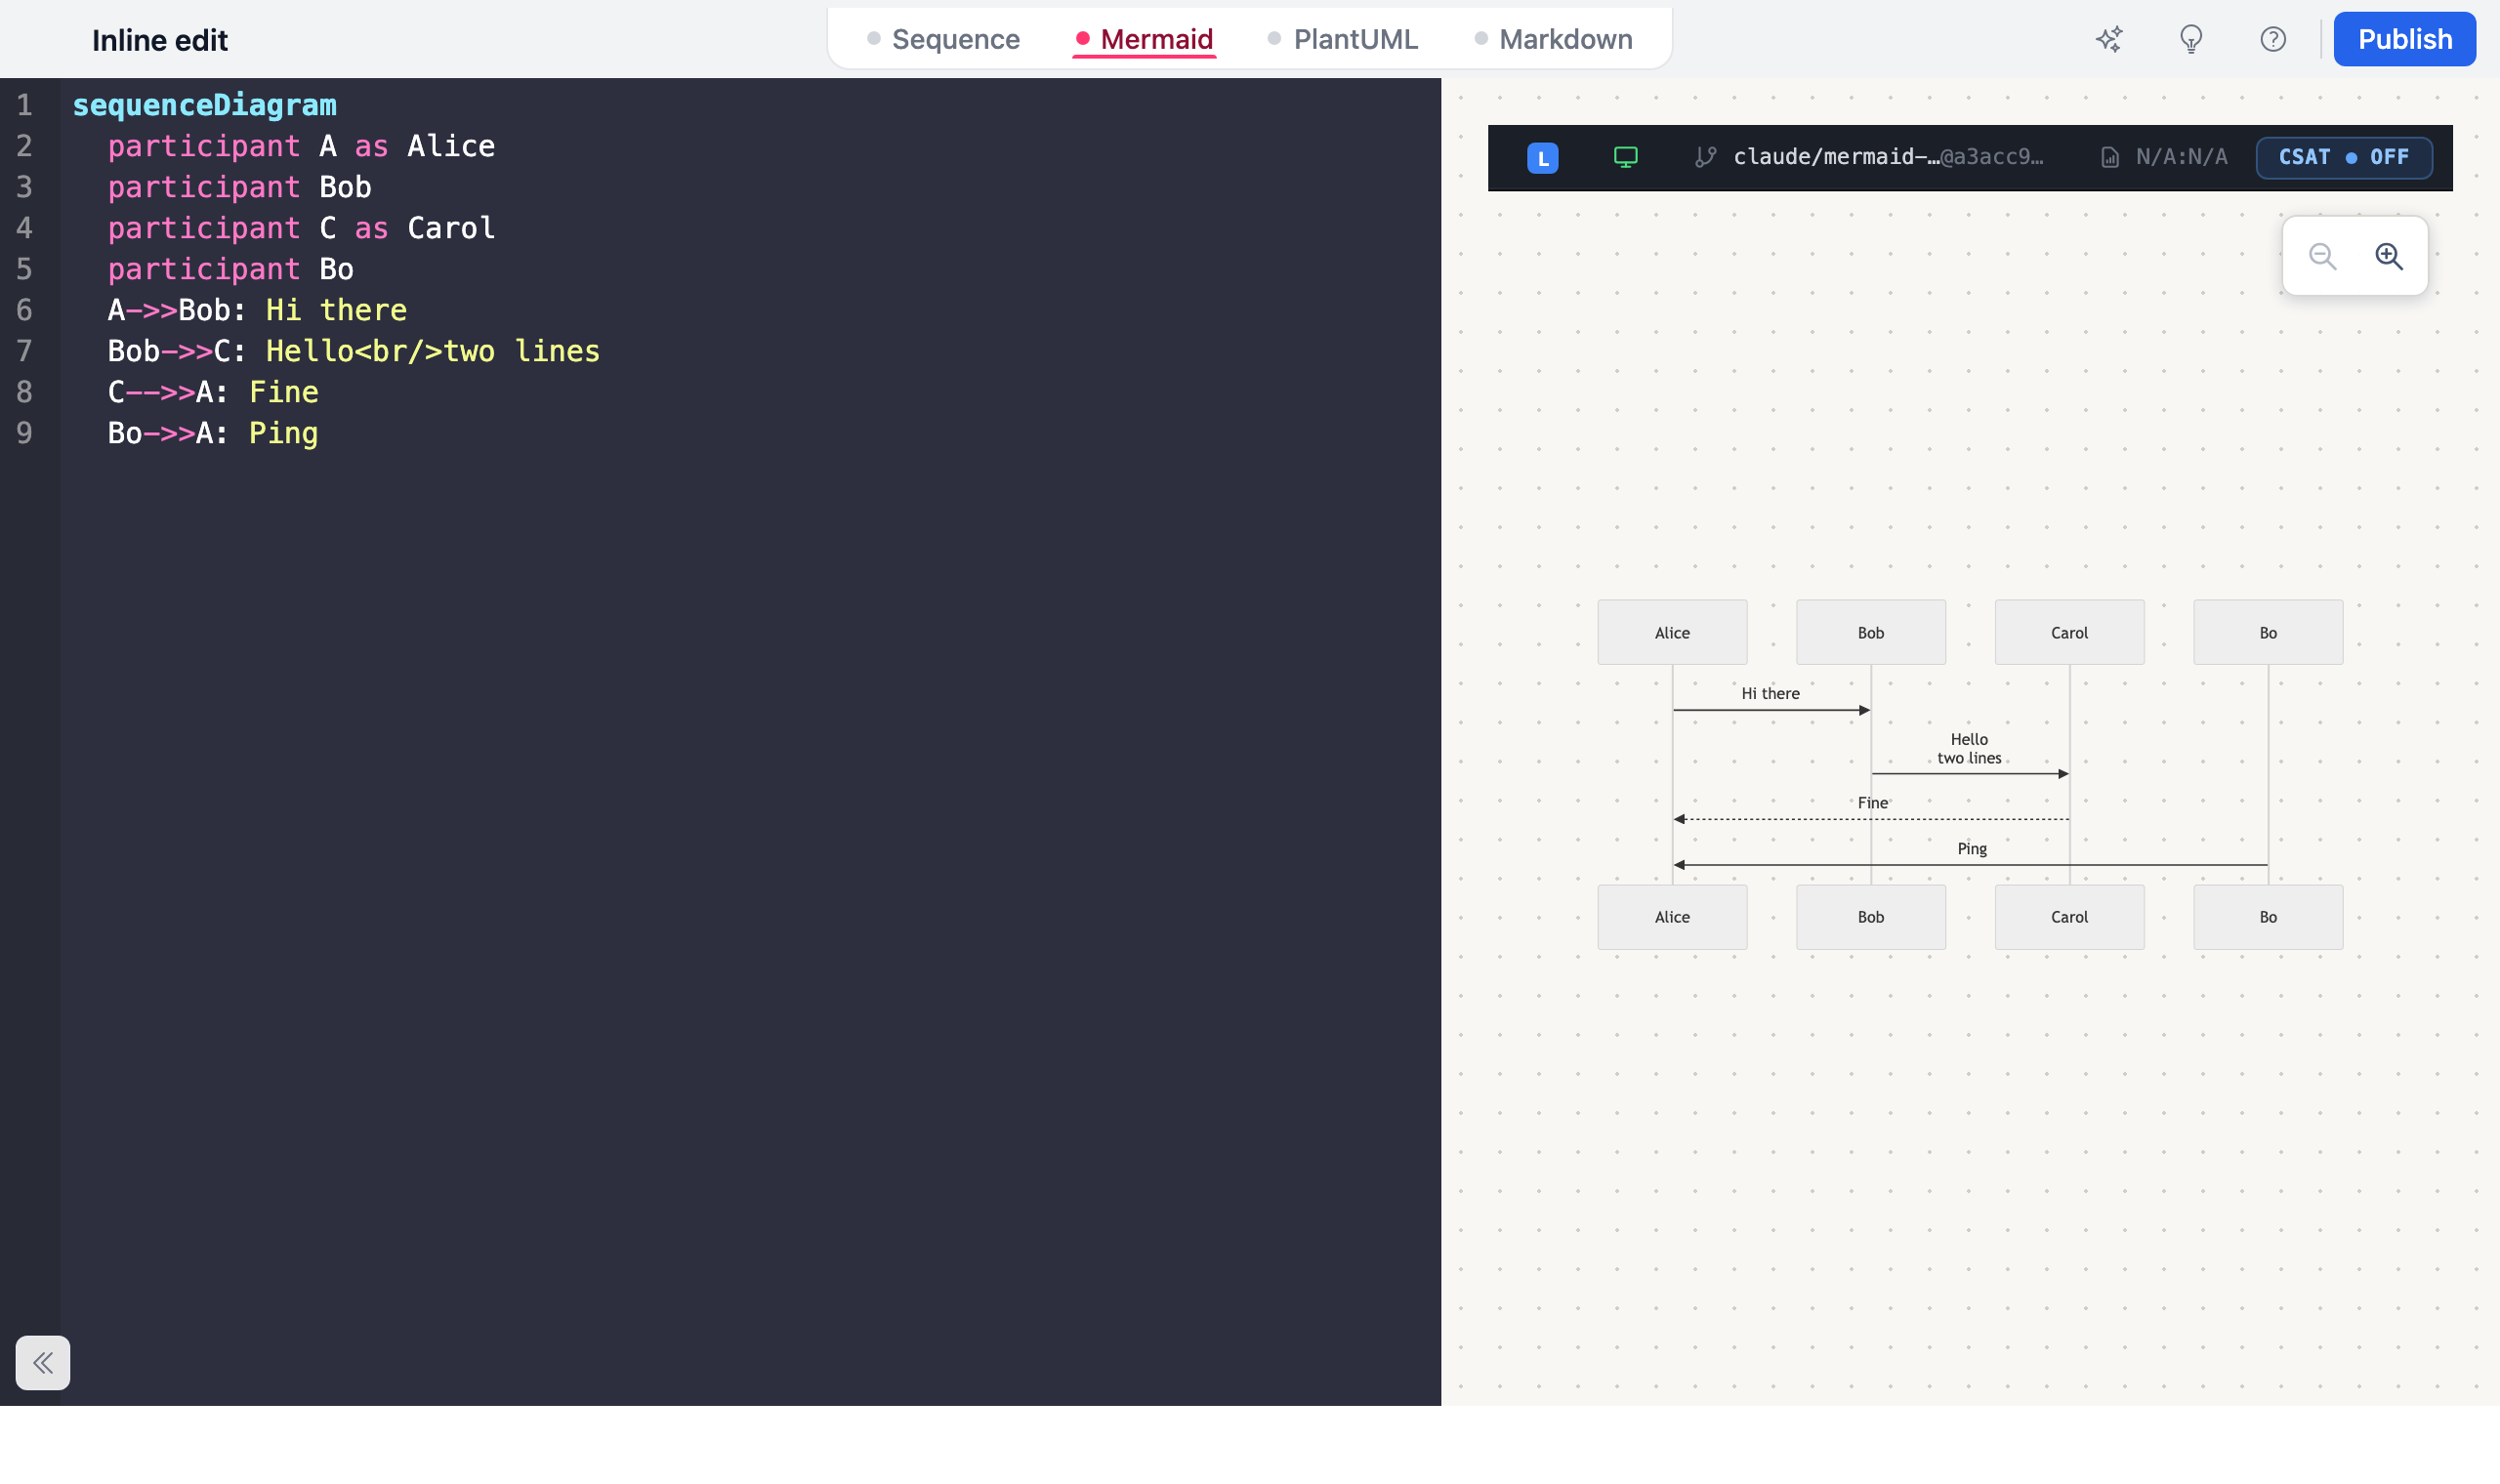 Inline edit
Sequence
Mermaid
PlantUML
Markdown
Publish
1 sequenceDiagram
2 participant A as Alice
3 participant Bob
4 participant C as Carol
5 participant Bo
6 A->>Bob: Hi there
7 Bob->>C: Hello<br/>two lines
8 C-->>A: Fine
9 Bo->>A: Ping
L
claude/mermaid-…@a3acc9…
N/A:N/A
CSAT ● OFF
Alice Bob Carol Bo
Hi there
Hello
two lines
Fine
Ping
Alice Bob Carol Bo